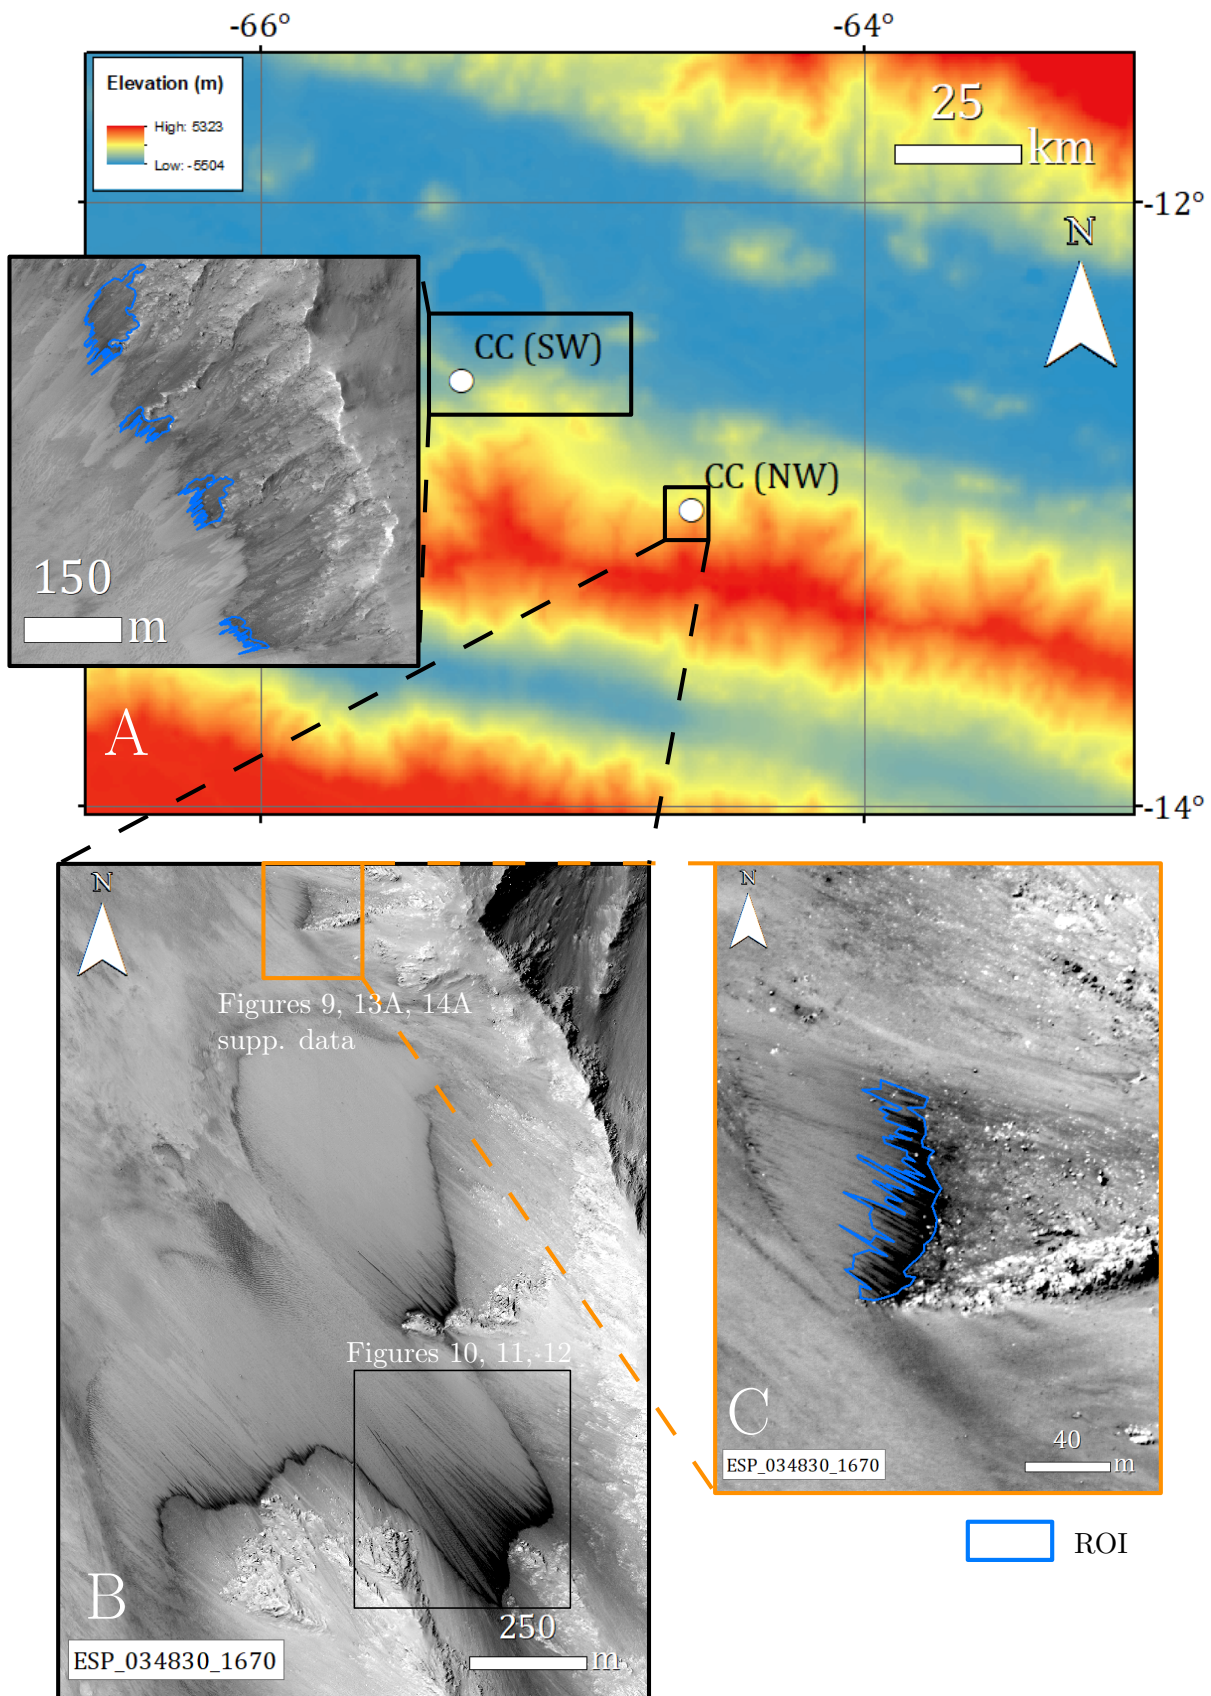 -66°
-64°
Elevation (m)
High: 5323
Low: -5504
25
km
-12°
N
CC (SW)
CC (NW)
150
m
A
-14°
N
Figures 9, 13A, 14A
supp. data
Figures 10, 11, 12
B
250
m
ESP_034830_1670
N
C
40
m
ESP_034830_1670
ROI